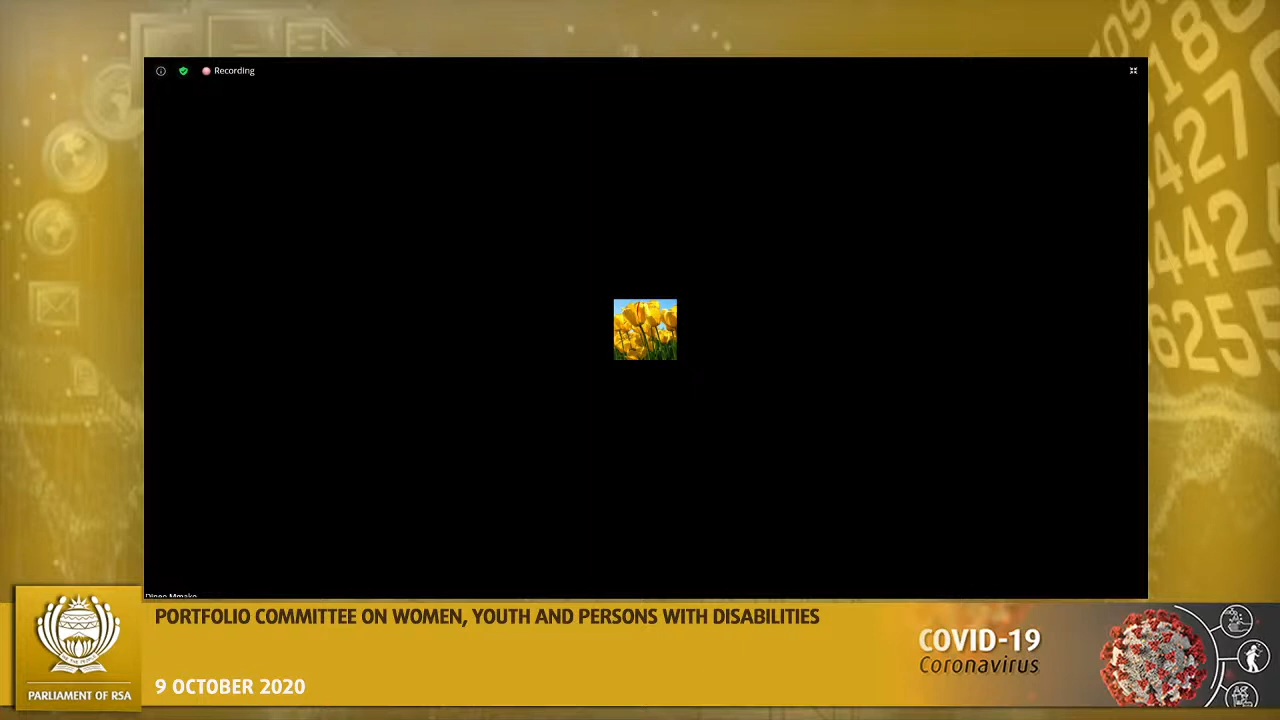 Recording
PORTFOLIO COMMITTEE ON WOMEN, YOUTH AND PERSONS WITH DISABILITIES
9 OCTOBER 2020
PARLIAMENT OF RSA
COVID-19
Coronavirus